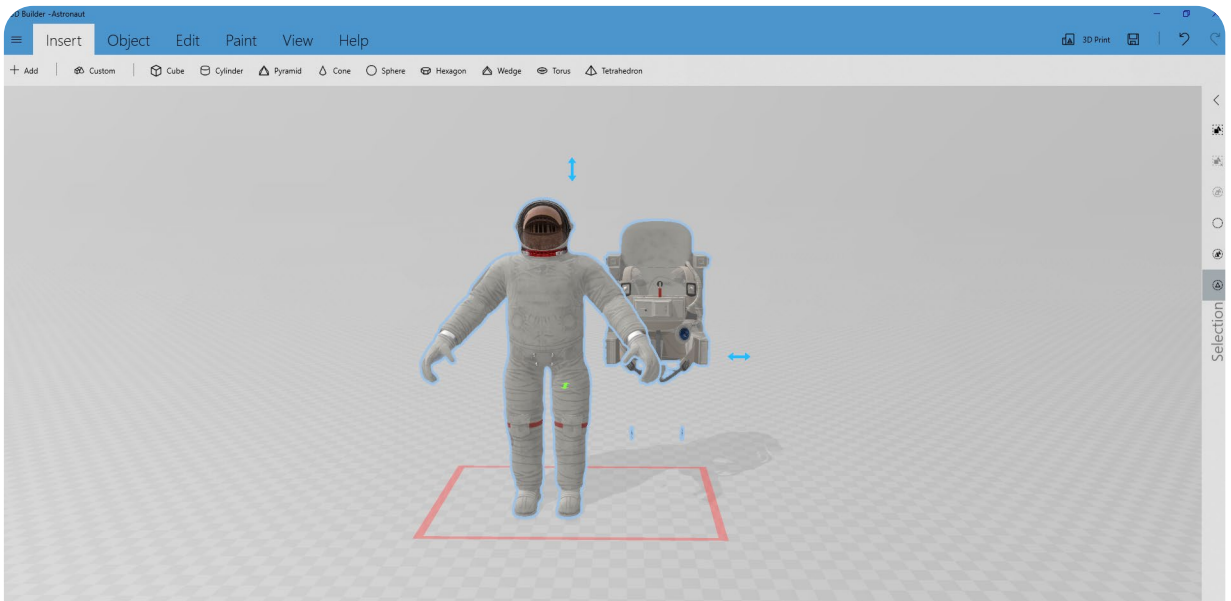 3D Builder -Astronaut
Insert Object Edit Paint View Help
3D Print
Add Custom Cube Cylinder Pyramid Cone Sphere Hexagon Wedge Torus Tetrahedron
Selection